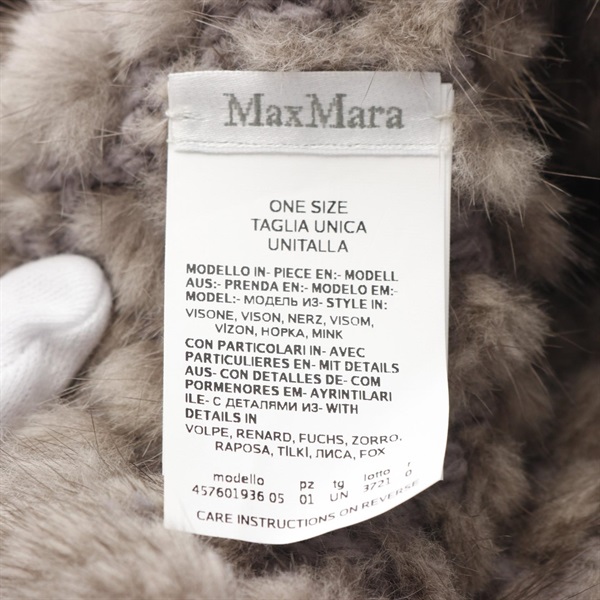 MaxMara
ONE SIZE
TAGLIA UNICA
UNITALLA
MODELLO IN- PIECE EN:- MODELL
AUS:- PRENDA EN:- MODELO EM:-
MODEL:- МОДЕЛЬ ИЗ- STYLE IN:
VISONE, VISON, NERZ, VISOM,
VİZON, НОРКА, MINK
CON PARTICOLARI IN- AVEC
PARTICULIERES EN- MIT DETAILS
AUS- CON DETALLES DE- COM
PORMENORES EM- AYRINTILARI
ILE- С ДЕТАЛЯМИ ИЗ- WITH
DETAILS IN
VOLPE, RENARD, FUCHS, ZORRO,
RAPOSA, TİLKİ, ЛИСА, FOX
modello pz tg lotto r
457601936 05 01 UN 3721 0
CARE INSTRUCTIONS ON REVERSE